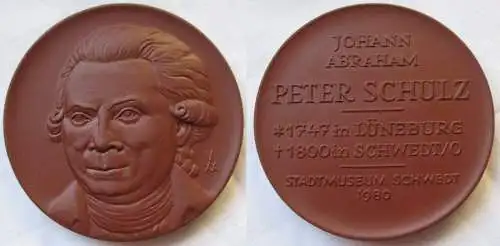 JOHANN
ABRAHAM
PETER SCHULZ
*1747 in LÜNEBURG
†1800 in SCHWEDT/O
STADTMUSEUM SCHWEDT
1980